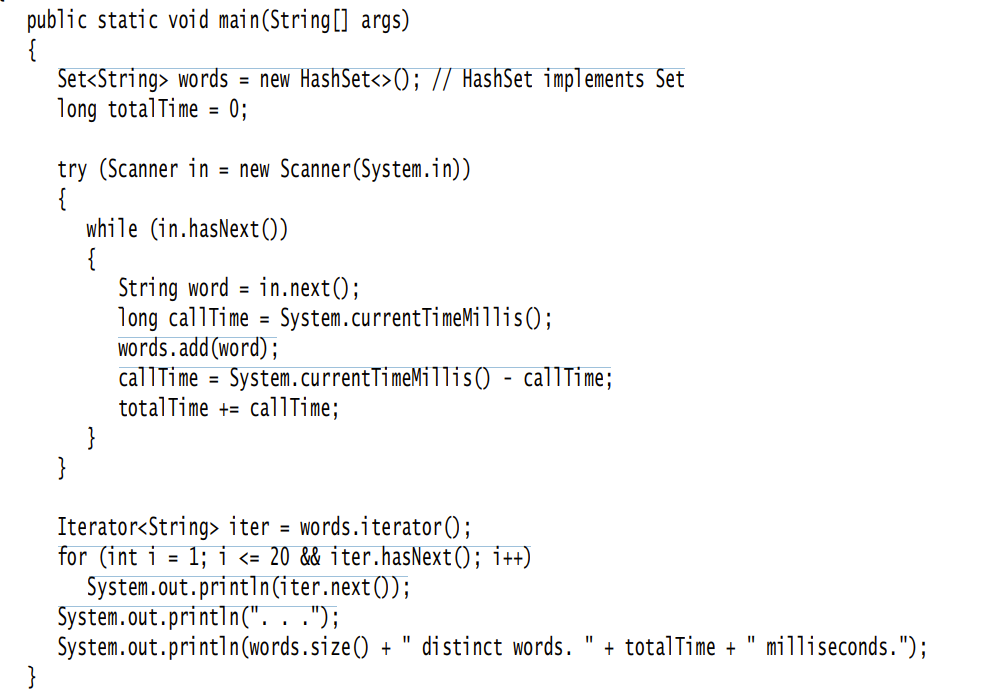 public static void main(String[] args)
{
   Set<String> words = new HashSet<>(); // HashSet implements Set
   long totalTime = 0;

   try (Scanner in = new Scanner(System.in))
   {
      while (in.hasNext())
      {
         String word = in.next();
         long callTime = System.currentTimeMillis();
         words.add(word);
         callTime = System.currentTimeMillis() - callTime;
         totalTime += callTime;
      }
   }

   Iterator<String> iter = words.iterator();
   for (int i = 1; i <= 20 && iter.hasNext(); i++)
      System.out.println(iter.next());
   System.out.println(". . .");
   System.out.println(words.size() + " distinct words. " + totalTime + " milliseconds.");
}